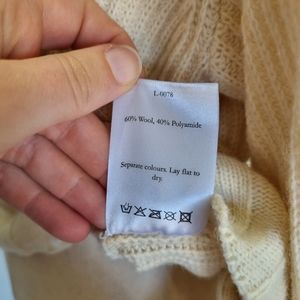 L-0078
60% Wool, 40% Polyamide
Separate colours. Lay flat to
dry.